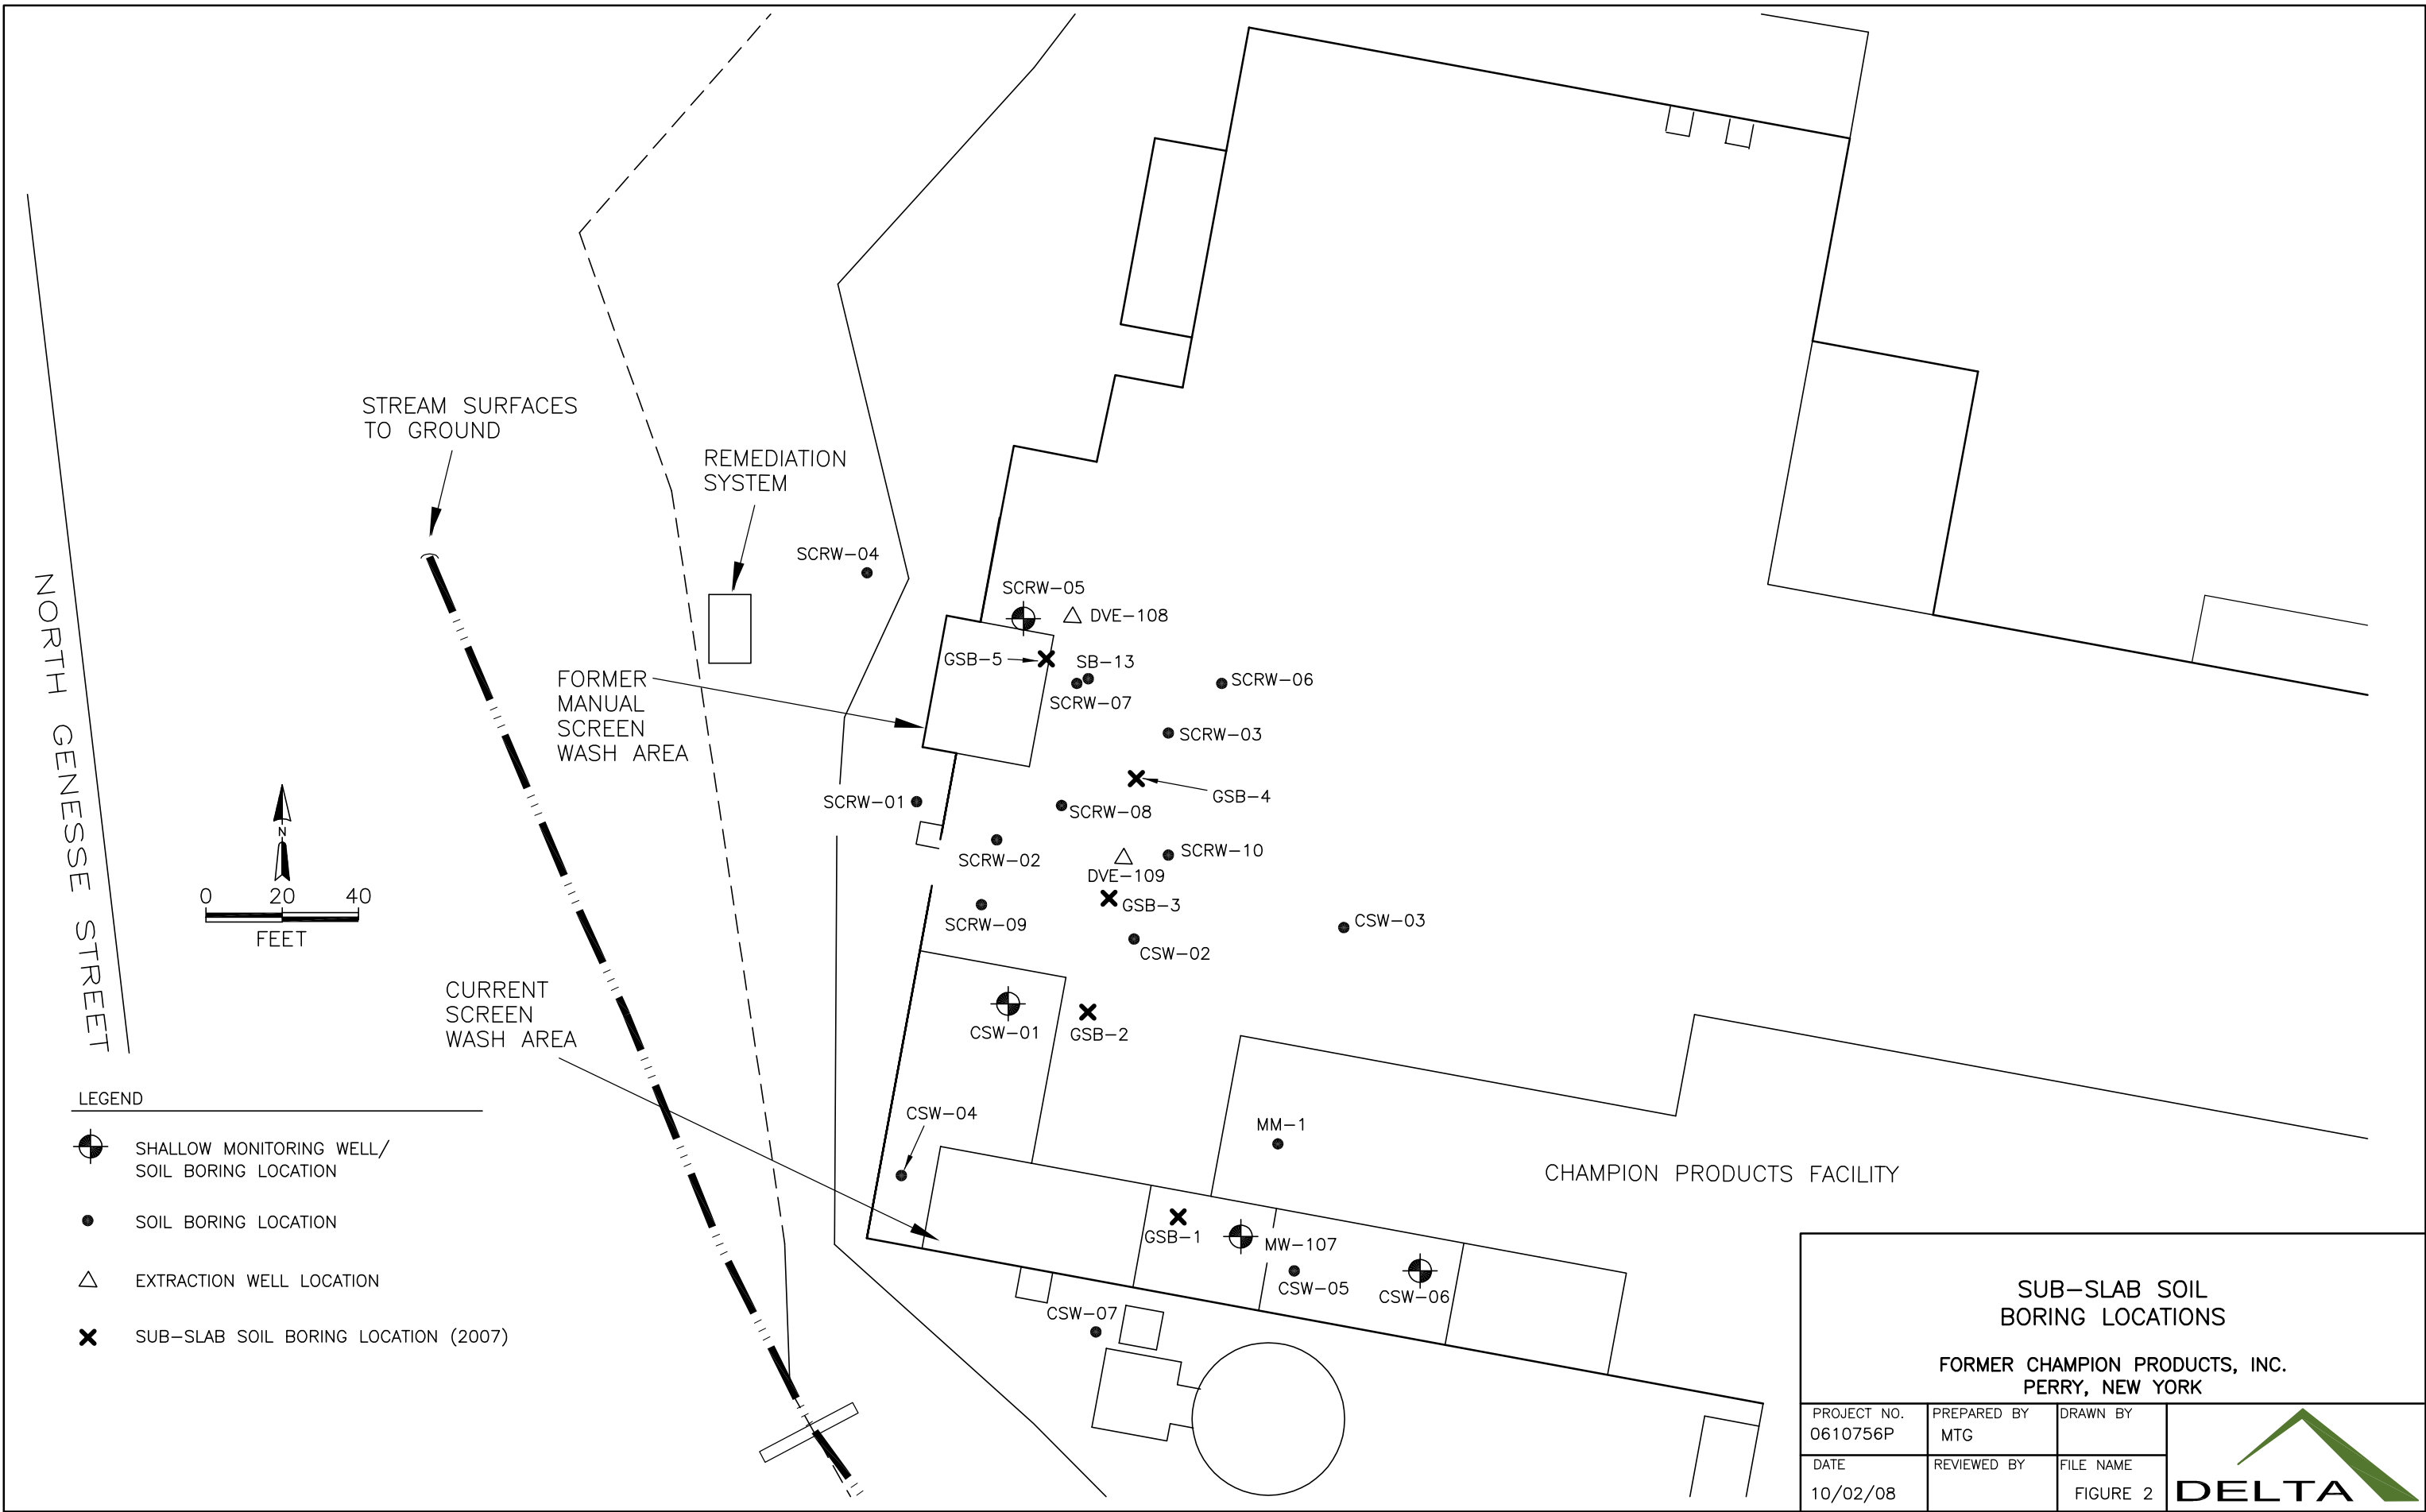 STREAM SURFACES
TO GROUND
REMEDIATION
SYSTEM
SCRW-04
SCRW-05
DVE-108
GSB-5
SB-13
SCRW-07
SCRW-06
FORMER
MANUAL
SCREEN
WASH AREA
SCRW-03
GSB-4
SCRW-01
SCRW-08
SCRW-02
SCRW-10
DVE-109
GSB-3
SCRW-09
CSW-03
CSW-02
NORTH GENESSE STREET
N
0 20 40
FEET
CURRENT
SCREEN
WASH AREA
CSW-01
GSB-2
CSW-04
MM-1
CHAMPION PRODUCTS FACILITY
GSB-1
MW-107
CSW-05
CSW-06
CSW-07
LEGEND
SHALLOW MONITORING WELL/
SOIL BORING LOCATION
SOIL BORING LOCATION
EXTRACTION WELL LOCATION
SUB-SLAB SOIL BORING LOCATION (2007)
SUB-SLAB SOIL
BORING LOCATIONS
FORMER CHAMPION PRODUCTS, INC.
PERRY, NEW YORK
PROJECT NO.
0610756P
PREPARED BY
MTG
DRAWN BY
DATE
10/02/08
REVIEWED BY
FILE NAME
FIGURE 2
DELTA